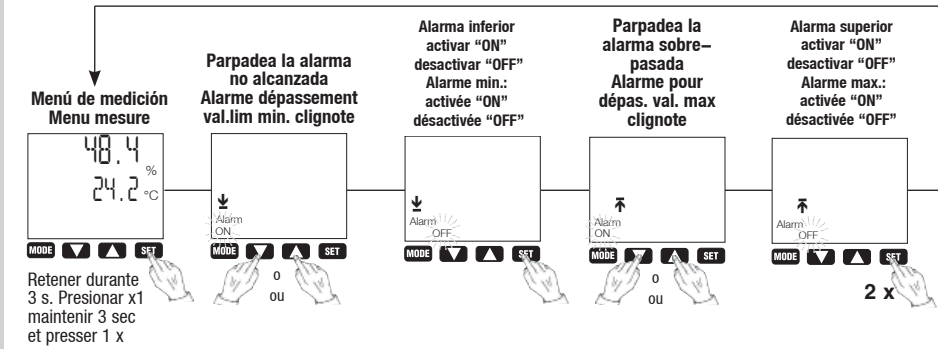 Menú de medición
Menu mesure
48.4
%
24.2 °C
MODE SET
Retener durante
3 s. Presionar x1
maintenir 3 sec
et presser 1 x
Parpadea la alarma
no alcanzada
Alarme dépassement
val.lim min. clignote
Alarm
ON
MODE SET
o
ou
Alarma inferior
activar “ON”
desactivar “OFF”
Alarme min.:
activée “ON”
désactivée “OFF”
Alarm
OFF
MODE SET
Parpadea la
alarma sobre–
pasada
Alarme pour
dépas. val. max
clignote
Alarm
ON
MODE SET
o
ou
Alarma superior
activar “ON”
desactivar “OFF”
Alarme max.:
activée “ON”
désactivée “OFF”
Alarm
OFF
MODE SET
2 x